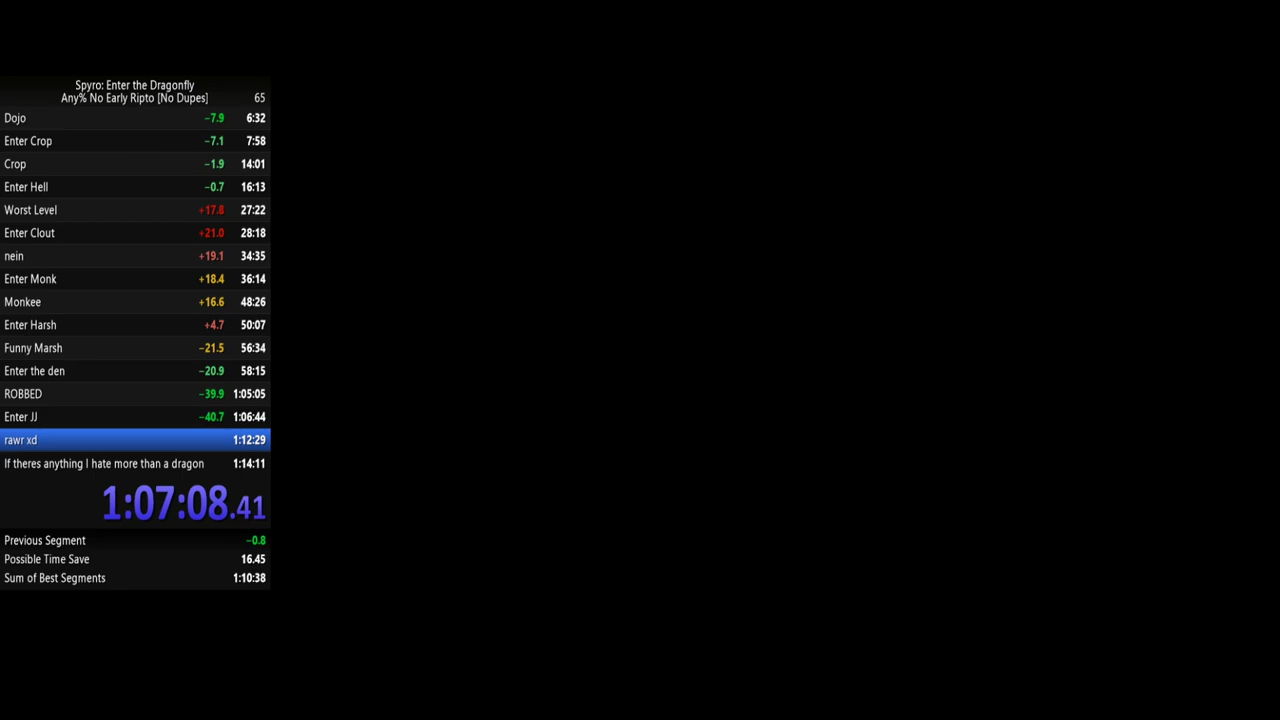 Spyro: Enter the Dragonfly
Any% No Early Ripto [No Dupes] 65
Dojo −7.9 6:32
Enter Crop −7.1 7:58
Crop −1.9 14:01
Enter Hell −0.7 16:13
Worst Level +17.8 27:22
Enter Clout +21.0 28:18
nein +19.1 34:35
Enter Monk +18.4 36:14
Monkee +16.6 48:26
Enter Harsh +4.7 50:07
Funny Marsh −21.5 56:34
Enter the den −20.9 58:15
ROBBED −39.9 1:05:05
Enter JJ −40.7 1:06:44
rawr xd 1:12:29
If theres anything I hate more than a dragon 1:14:11
1:07:08.41
Previous Segment −0.8
Possible Time Save 16.45
Sum of Best Segments 1:10:38